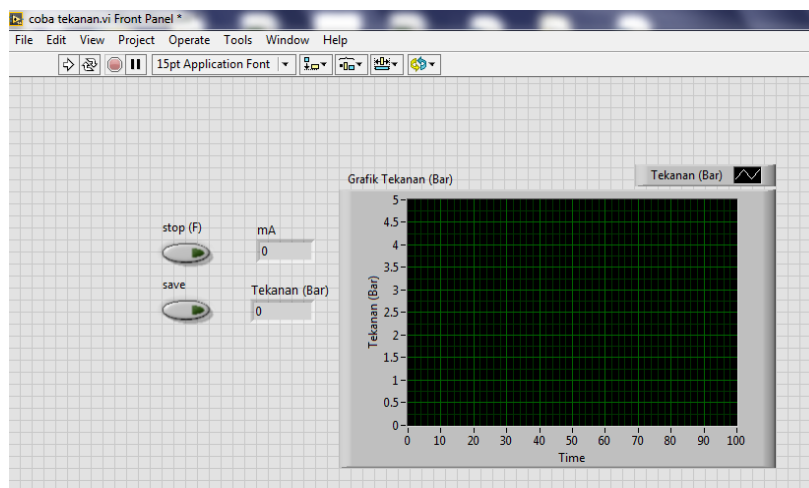 coba tekanan.vi Front Panel *
File Edit View Project Operate Tools Window Help
15pt Application Font
Grafik Tekanan (Bar)
Tekanan (Bar)
stop (F)
mA
0
save
Tekanan (Bar)
0
Tekanan (Bar)
5
4.5
4
3.5
3
2.5
2
1.5
1
0.5
0
0 10 20 30 40 50 60 70 80 90 100
Time